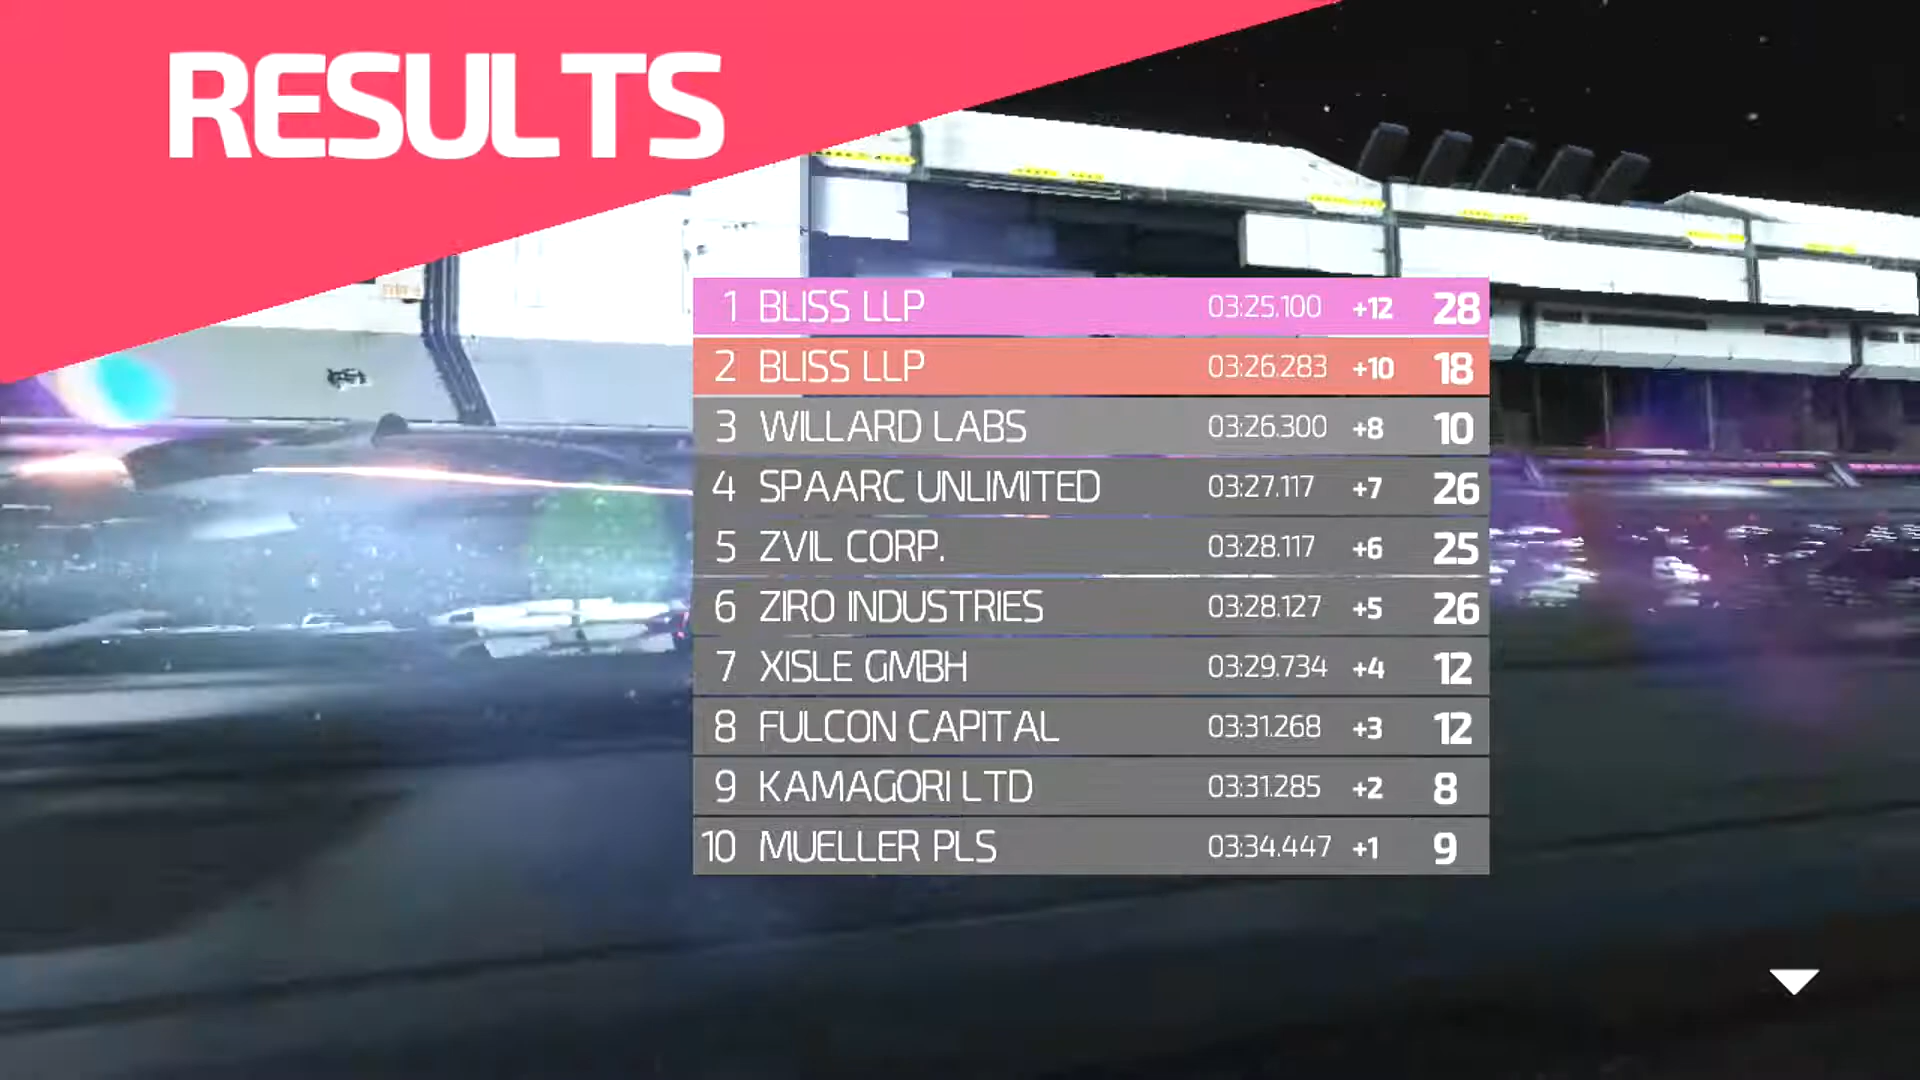 RESULTS
1 BLISS LLP 03:25.100 +12 28
2 BLISS LLP 03:26.283 +10 18
3 WILLARD LABS 03:26.300 +8 10
4 SPAARC UNLIMITED 03:27.117 +7 26
5 ZVIL CORP. 03:28.117 +6 25
6 ZIRO INDUSTRIES 03:28.127 +5 26
7 XISLE GMBH 03:29.734 +4 12
8 FULCON CAPITAL 03:31.268 +3 12
9 KAMAGORI LTD 03:31.285 +2 8
10 MUELLER PLS 03:34.447 +1 9